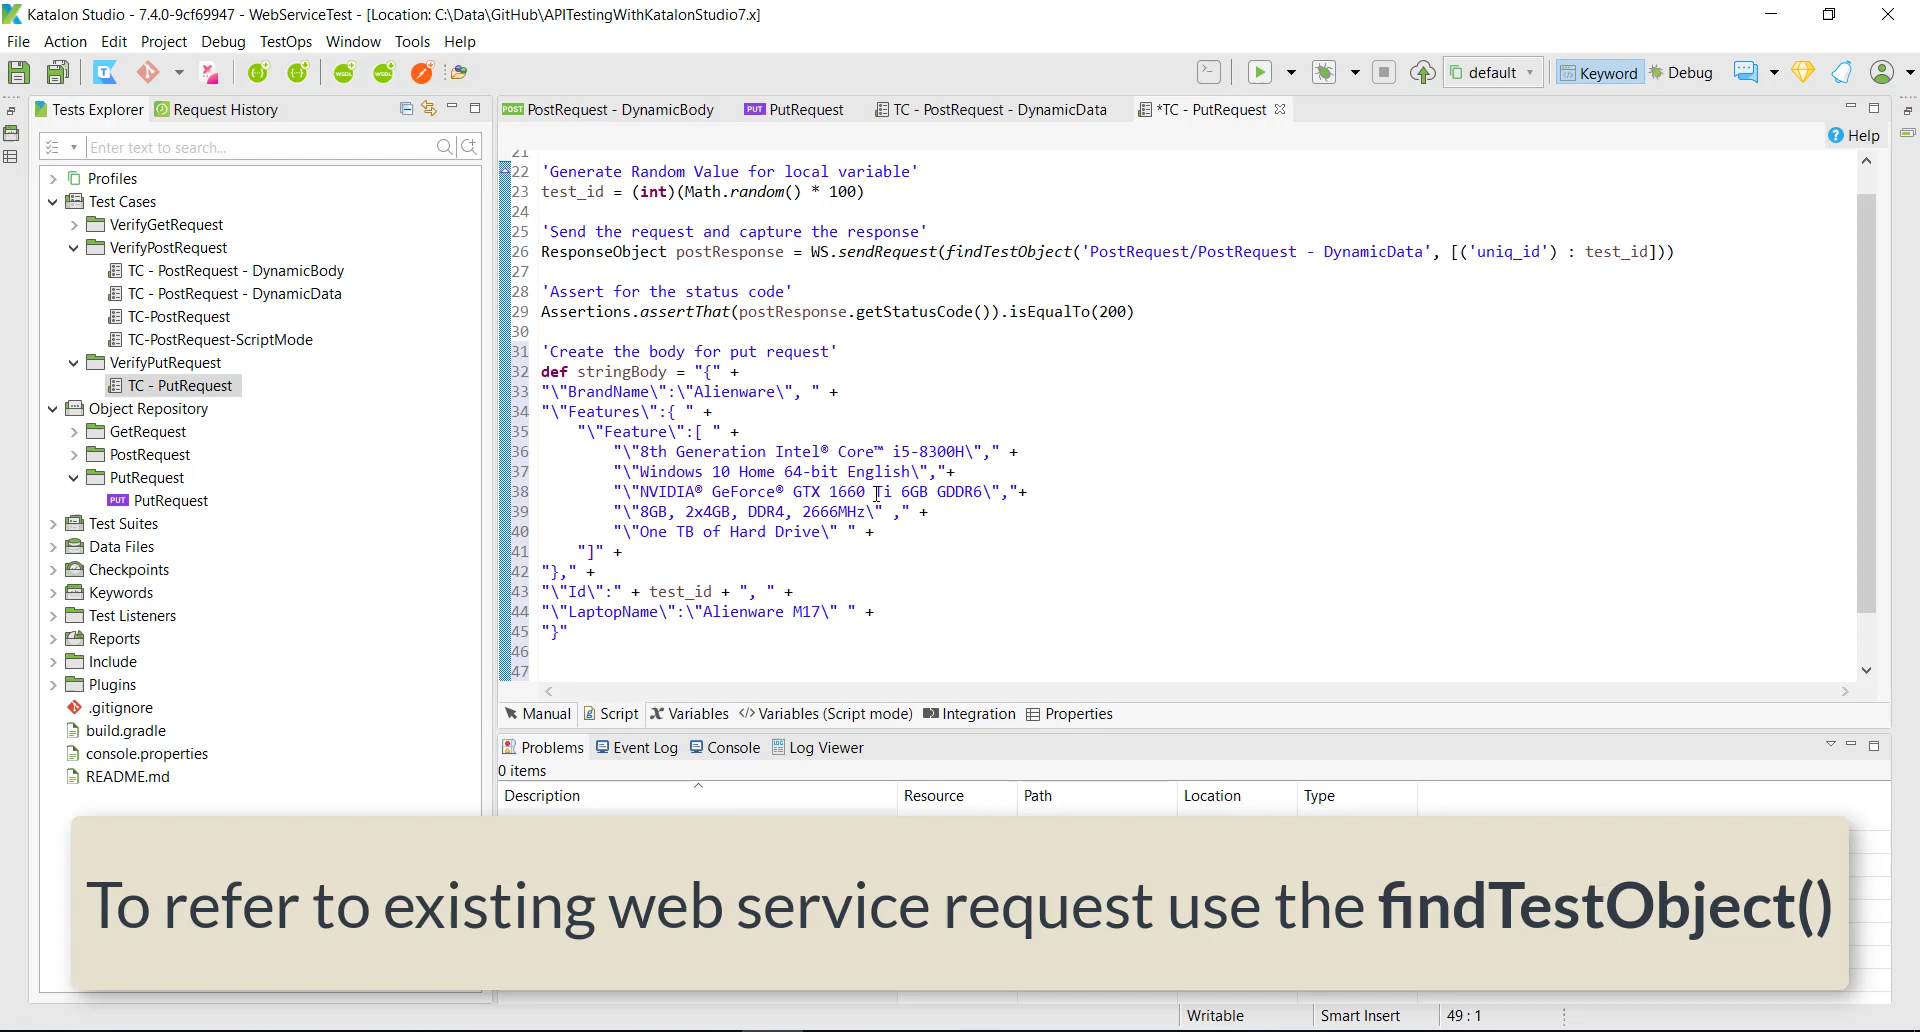 Katalon Studio - 7.4.0-9cf69947 - WebServiceTest - [Location: C:\Data\GitHub\APITestingWithKatalonStudio7.x]
File Action Edit Project Debug TestOps Window Tools Help
default Keyword Debug
Tests Explorer Request History
POST PostRequest - DynamicBody PUT PutRequest TC - PostRequest - DynamicData *TC - PutRequest
Help
Enter text to search...
Profiles
Test Cases
VerifyGetRequest
VerifyPostRequest
TC - PostRequest - DynamicBody
TC - PostRequest - DynamicData
TC-PostRequest
TC-PostRequest-ScriptMode
VerifyPutRequest
TC - PutRequest
Object Repository
GetRequest
PostRequest
PutRequest
PUT PutRequest
Test Suites
Data Files
Checkpoints
Keywords
Test Listeners
Reports
Include
Plugins
.gitignore
build.gradle
console.properties
README.md
21
22 'Generate Random Value for local variable'
23 test_id = (int)(Math.random() * 100)
24
25 'Send the request and capture the response'
26 ResponseObject postResponse = WS.sendRequest(findTestObject('PostRequest/PostRequest - DynamicData', [('uniq_id') : test_id]))
27
28 'Assert for the status code'
29 Assertions.assertThat(postResponse.getStatusCode()).isEqualTo(200)
30
31 'Create the body for put request'
32 def stringBody = "{" +
33 "\"BrandName\":\"Alienware\", " +
34 "\"Features\":{ " +
35 "\"Feature\":[ " +
36 "\"8th Generation Intel® Core™ i5-8300H\"," +
37 "\"Windows 10 Home 64-bit English\","+
38 "\"NVIDIA® GeForce® GTX 1660 Ti 6GB GDDR6\","+
39 "\"8GB, 2x4GB, DDR4, 2666MHz\" ," +
40 "\"One TB of Hard Drive\" " +
41 "]" +
42 "}," +
43 "\"Id\":" + test_id + ", " +
44 "\"LaptopName\":\"Alienware M17\" " +
45 "}"
46
47
Manual Script Variables Variables (Script mode) Integration Properties
Problems Event Log Console Log Viewer
0 items
Description Resource Path Location Type
To refer to existing web service request use the findTestObject()
Writable Smart Insert 49 : 1